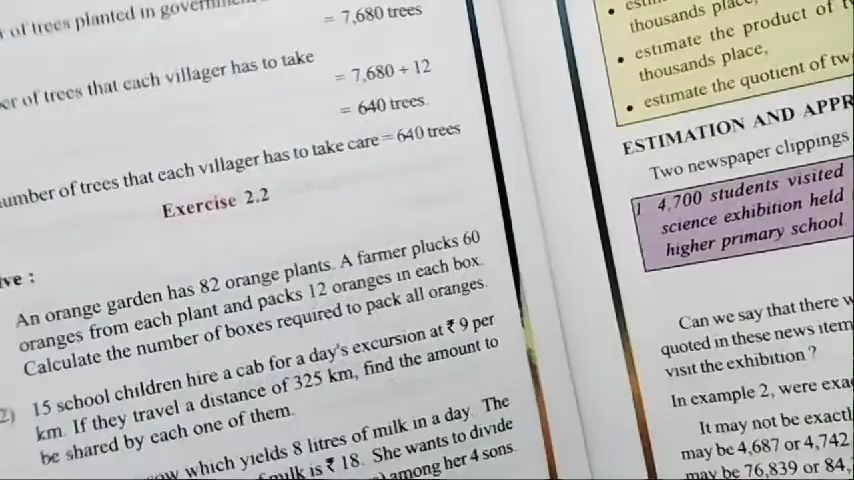 of trees planted in
= 7,680 trees
of trees that each villager has to take
= 7,680 ÷ 12
= 640 trees.
number of trees that each villager has to take care = 640 trees
Exercise 2.2
:
An orange garden has 82 orange plants. A farmer plucks 60
oranges from each plant and packs 12 oranges in each box.
Calculate the number of boxes required to pack all oranges.
2) 15 school children hire a cab for a day's excursion at ₹ 9 per
km. If they travel a distance of 325 km, find the amount to
be shared by each one of them.
which yields 8 litres of milk in a day. The
milk is ₹ 18. She wants to divide
among her 4 sons.
thousands place,
• estimate the product of
thousands place,
• estimate the quotient of two
ESTIMATION AND APPR
Two newspaper clippings
1 4,700 students visited
science exhibition held
higher primary school
Can we say that there w
quoted in these news item
visit the exhibition ?
In example 2, were exa
It may not be exactl
may be 4,687 or 4,742
may be 76,839 or 84,